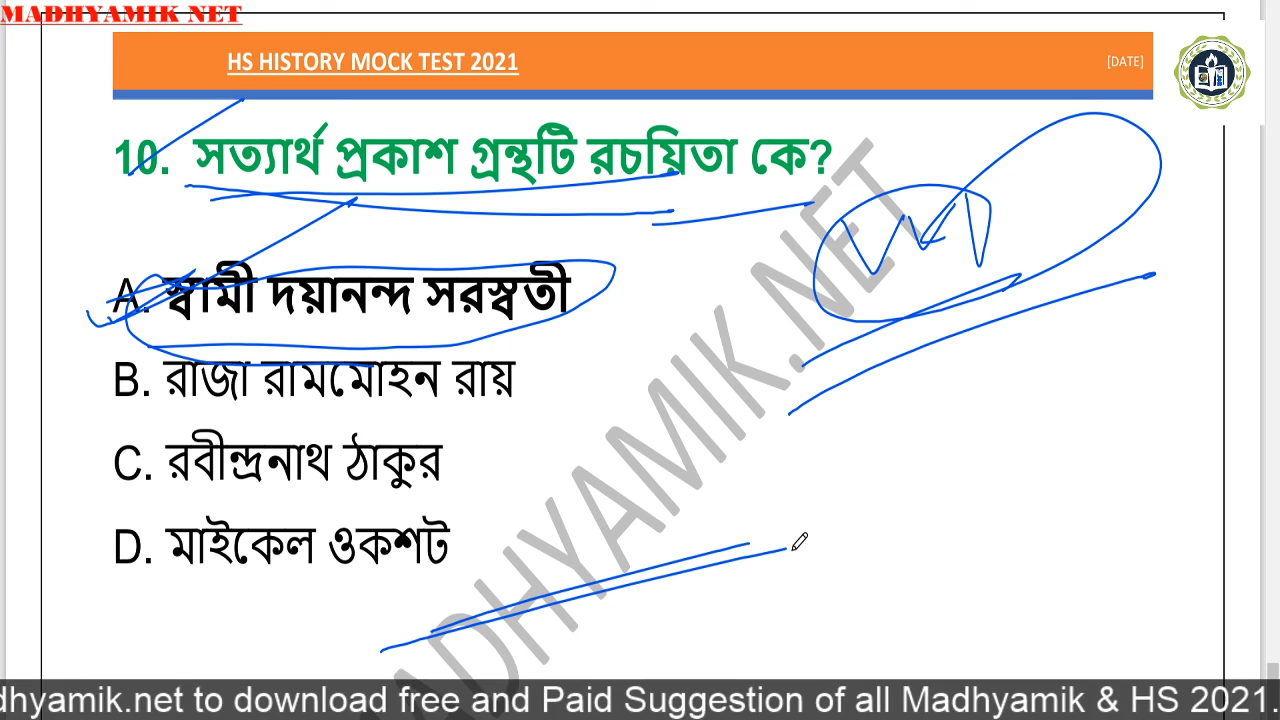 MADHYAMIK NET
HS HISTORY MOCK TEST 2021
[DATE]
10. সত্যার্থ প্রকাশ গ্রন্থটি রচয়িতা কে?
A. স্বামী দয়ানন্দ সরস্বতী
B. রাজা রামমোহন রায়
C. রবীন্দ্রনাথ ঠাকুর
D. মাইকেল ওকশট
MADHYAMIK.NET
dhyamik.net to download free and Paid Suggestion of all Madhyamik & HS 2021.